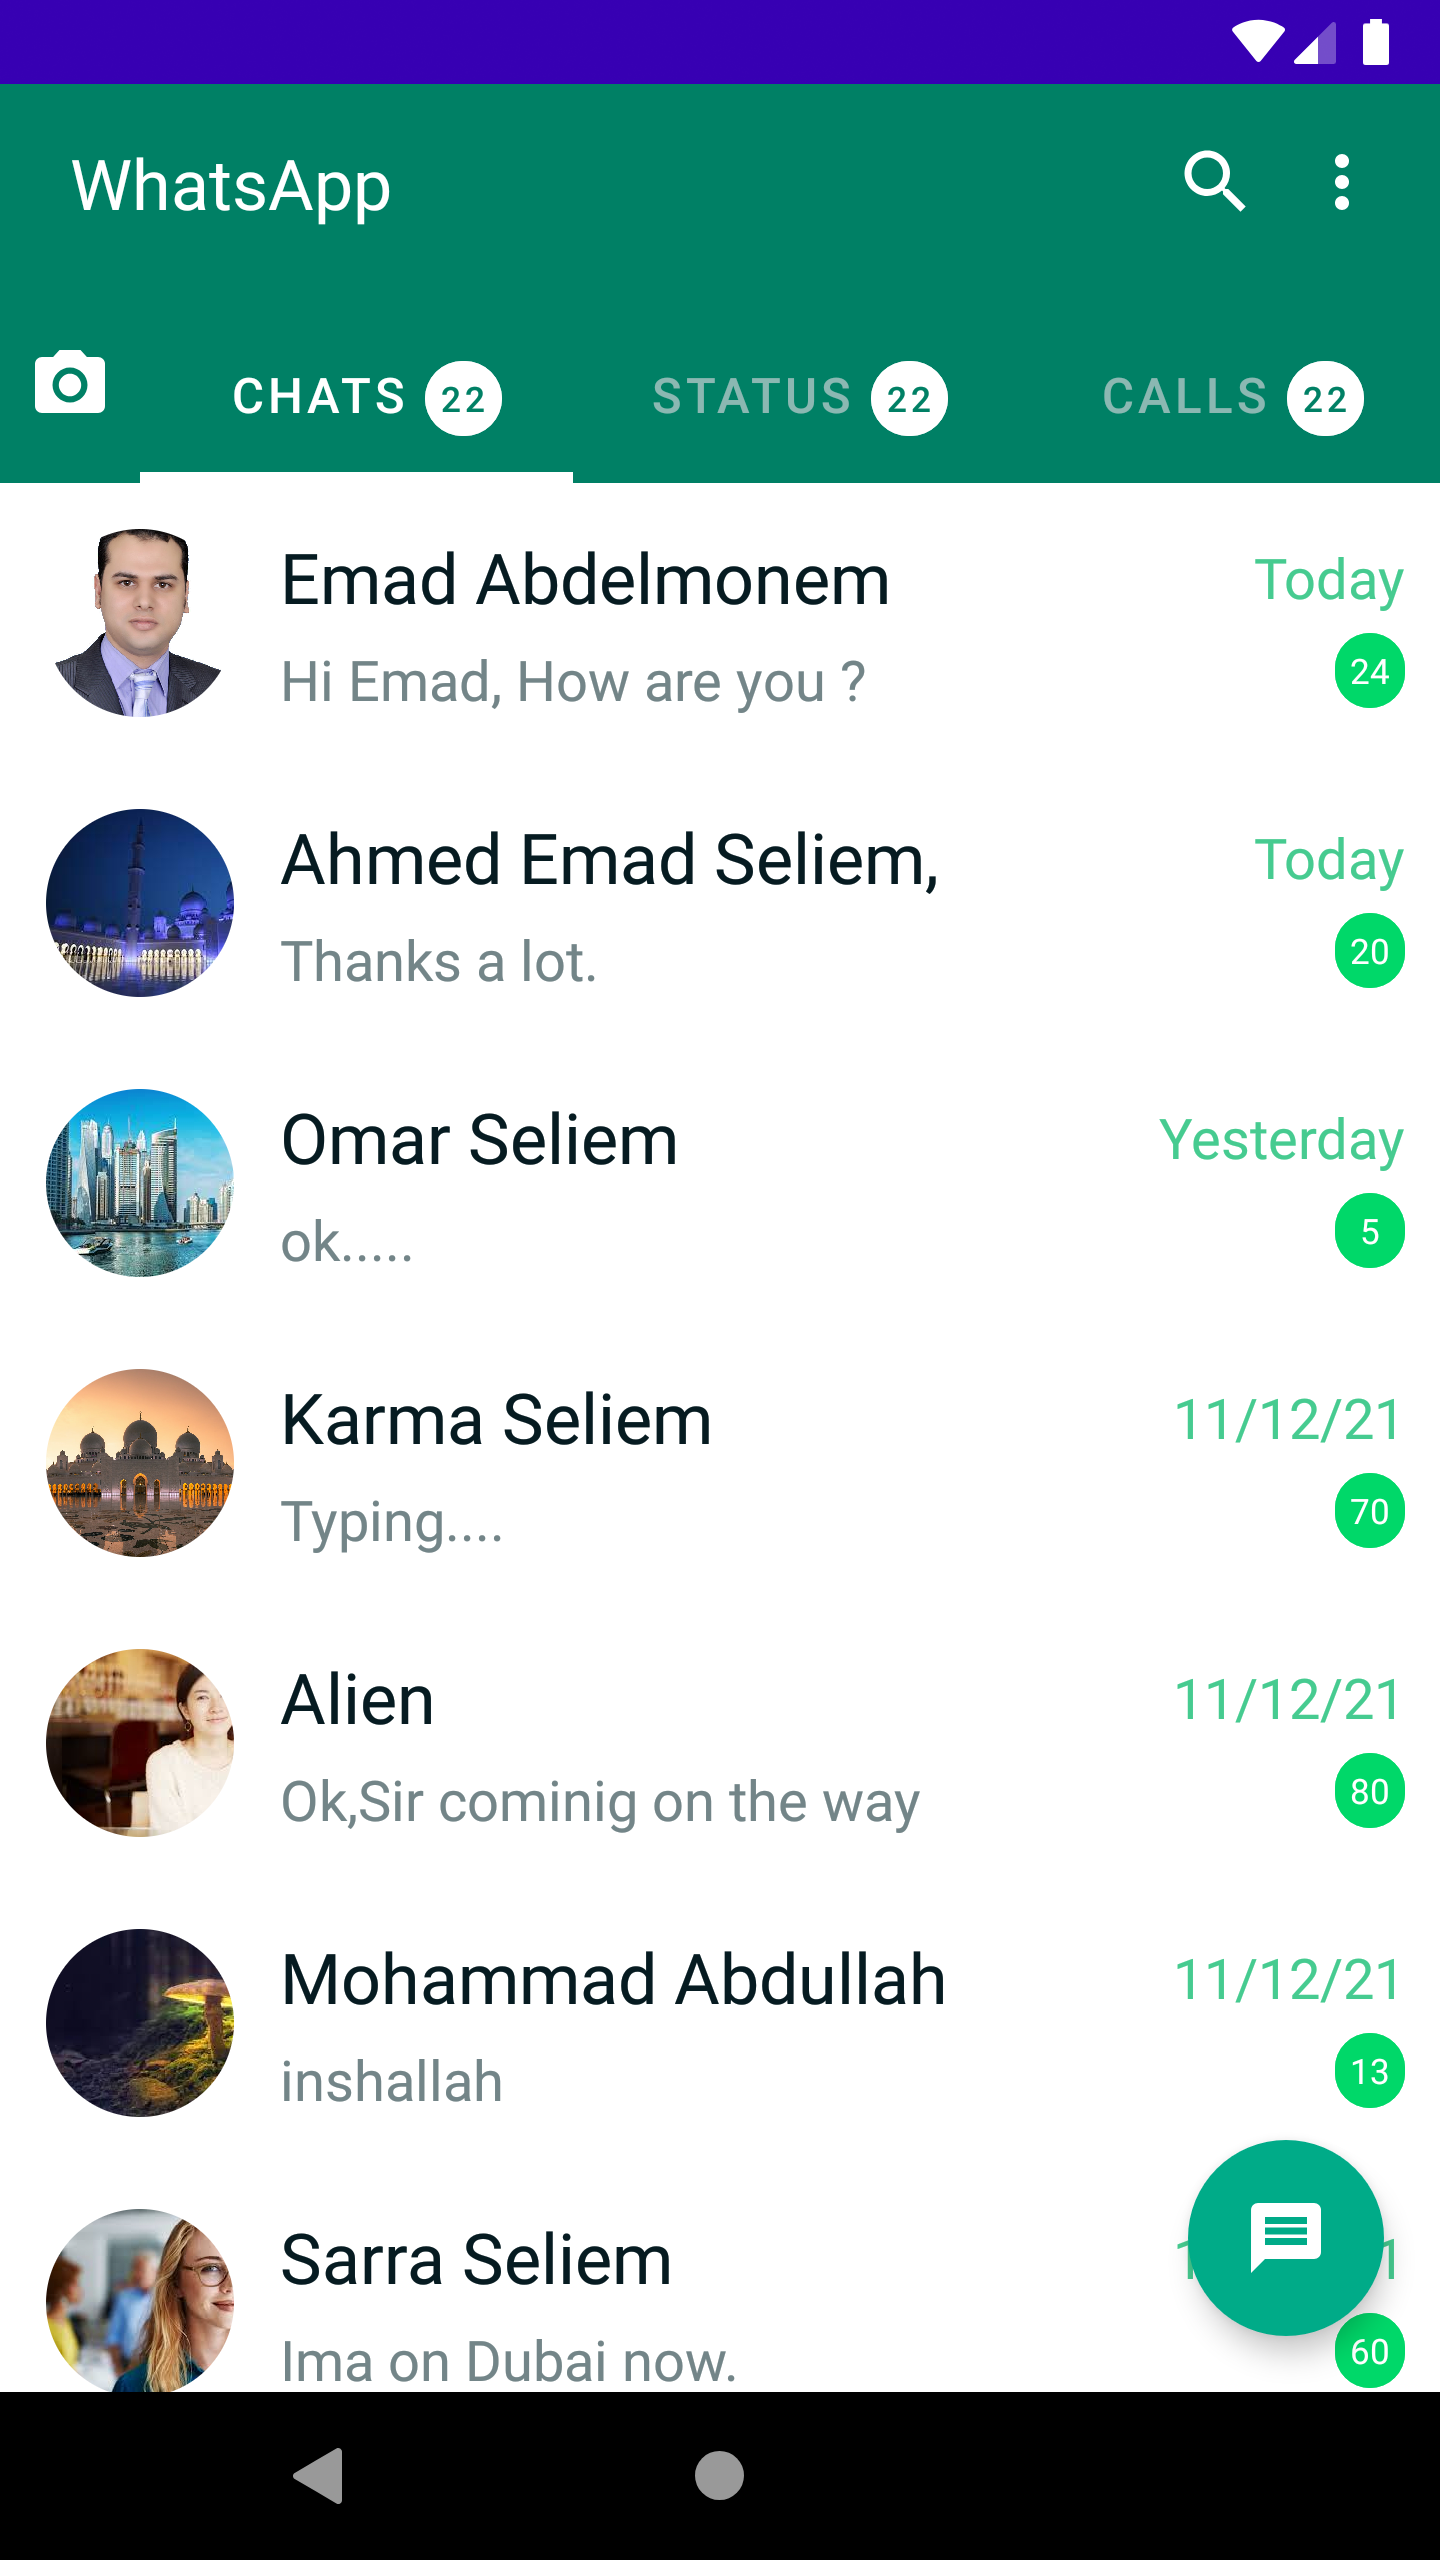 WhatsApp
CHATS 22 STATUS 22 CALLS 22
Emad Abdelmonem Today
Hi Emad, How are you ? 24
Ahmed Emad Seliem, Today
Thanks a lot. 20
Omar Seliem Yesterday
ok..... 5
Karma Seliem 11/12/21
Typing.... 70
Alien 11/12/21
Ok,Sir cominig on the way 80
Mohammad Abdullah 11/12/21
inshallah 13
Sarra Seliem
Ima on Dubai now. 60